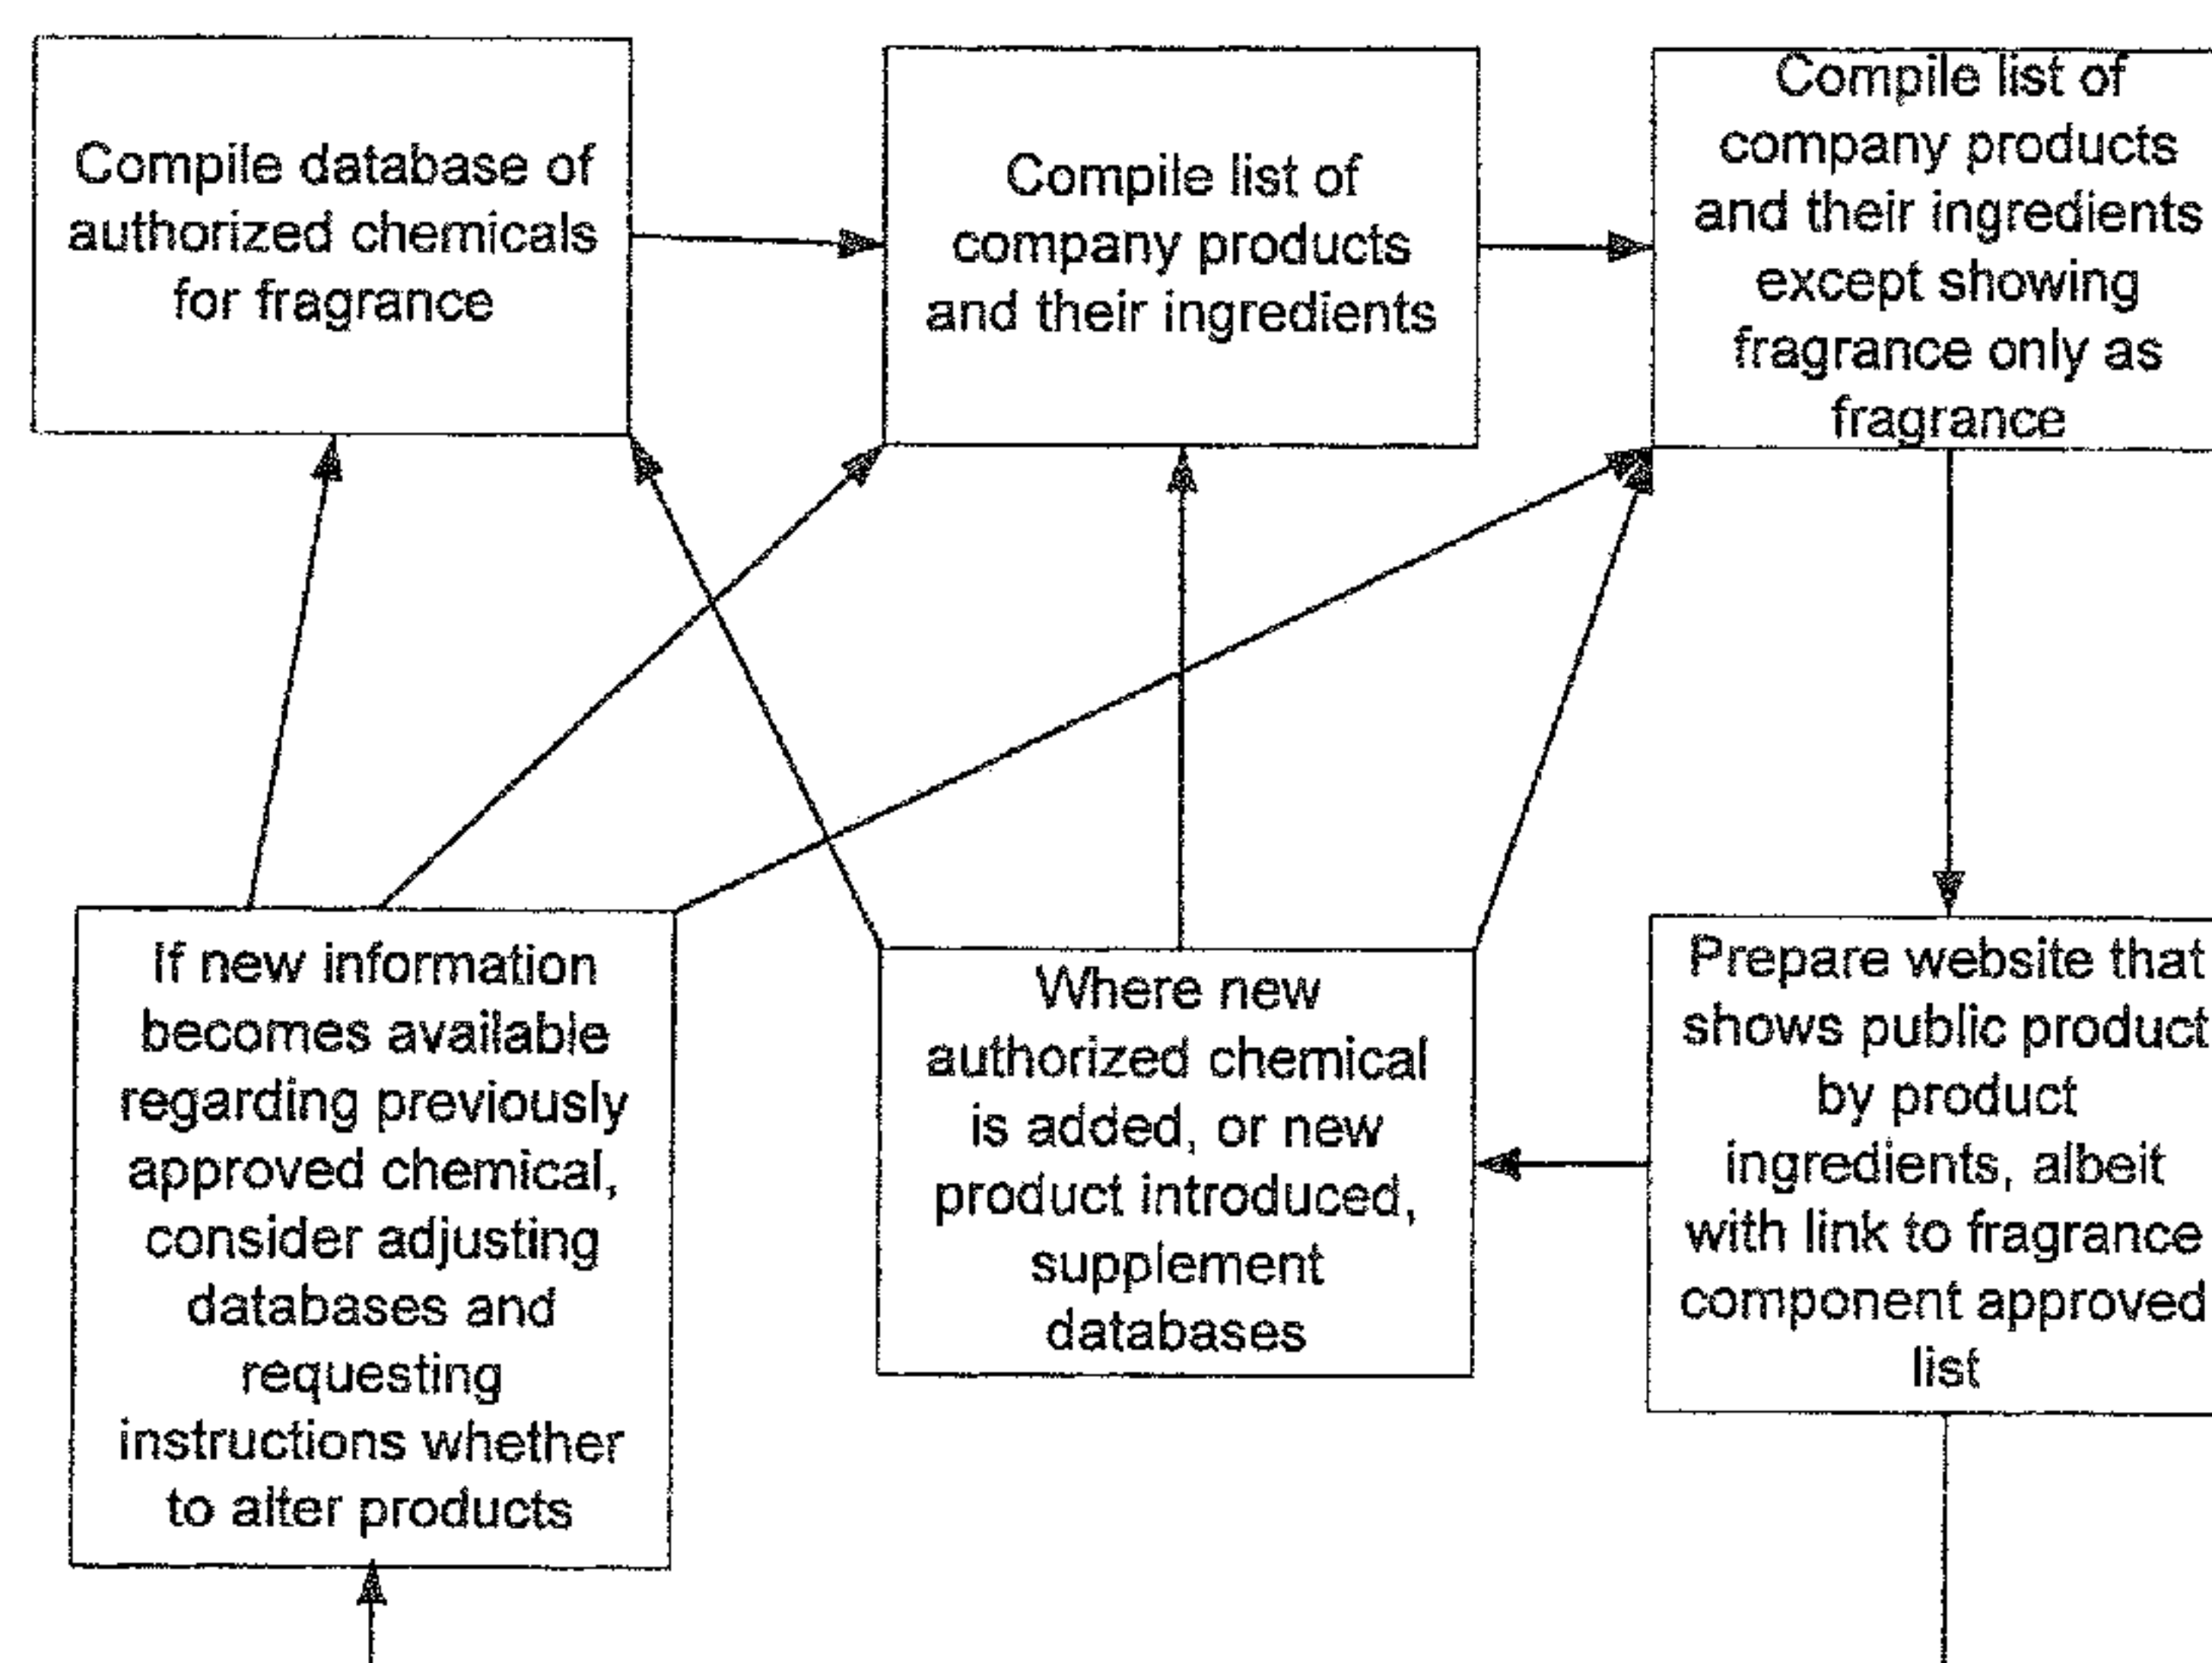 Compile database of
authorized chemicals
for fragrance
Compile list of
company products
and their ingredients
Compile list of
company products
and their ingredients
except showing
fragrance only as
fragrance
If new information
becomes available
regarding previously
approved chemical,
consider adjusting
databases and
requesting
instructions whether
to alter products
Where new
authorized chemical
is added, or new
product introduced,
supplement
databases
Prepare website that
shows public product
by product
ingredients, albeit
with link to fragrance
component approved
list